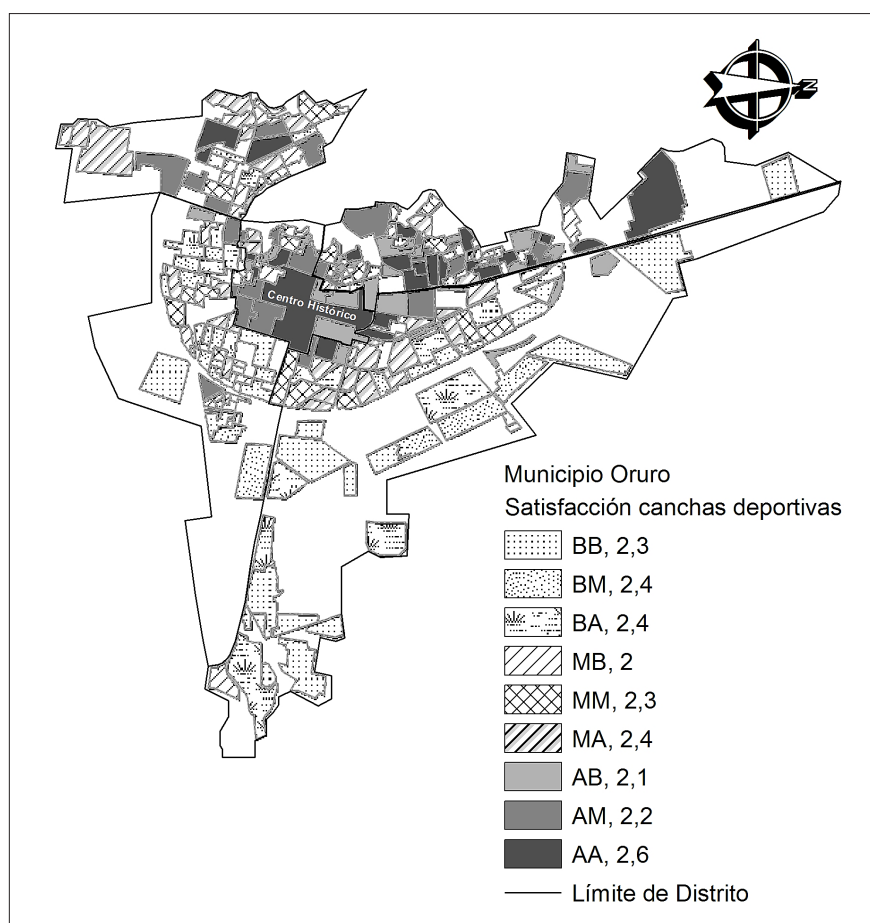 N
Centro Histórico
Municipio Oruro
Satisfacción canchas deportivas
BB, 2,3
BM, 2,4
BA, 2,4
MB, 2
MM, 2,3
MA, 2,4
AB, 2,1
AM, 2,2
AA, 2,6
Límite de Distrito